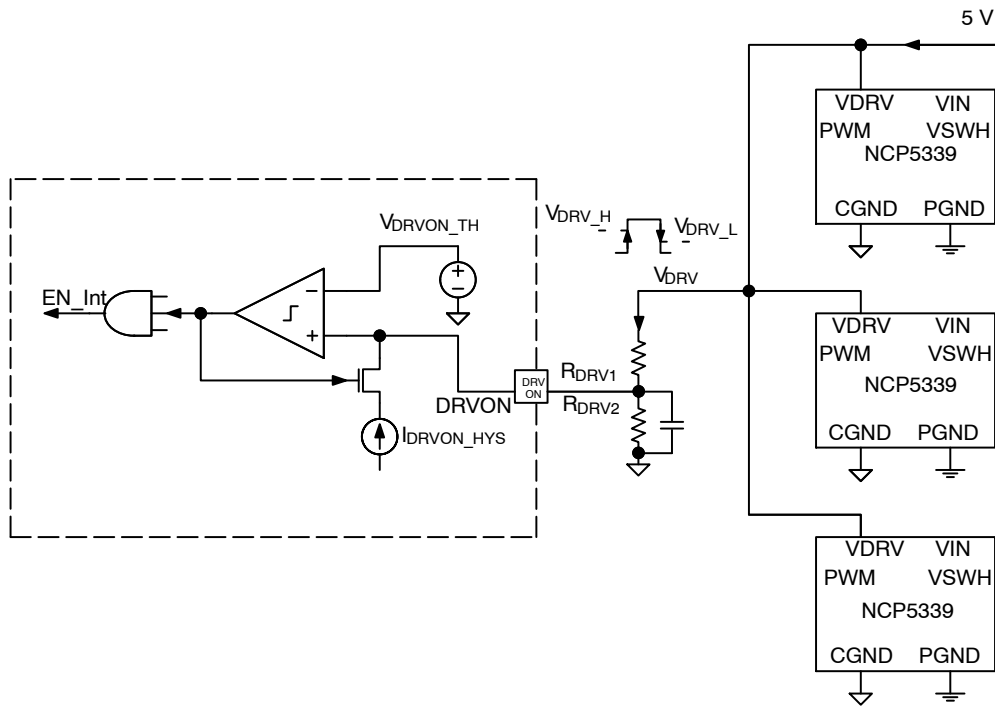 5 V
VDRV VIN
PWM VSWH
NCP5339
CGND PGND
VDRVON_TH
+
−
EN_Int
−
+
DRVON
IDRVON_HYS
DRV
ON
VDRV_H
VDRV_L
VDRV
RDRV1
RDRV2
VDRV VIN
PWM VSWH
NCP5339
CGND PGND
VDRV VIN
PWM VSWH
NCP5339
CGND PGND